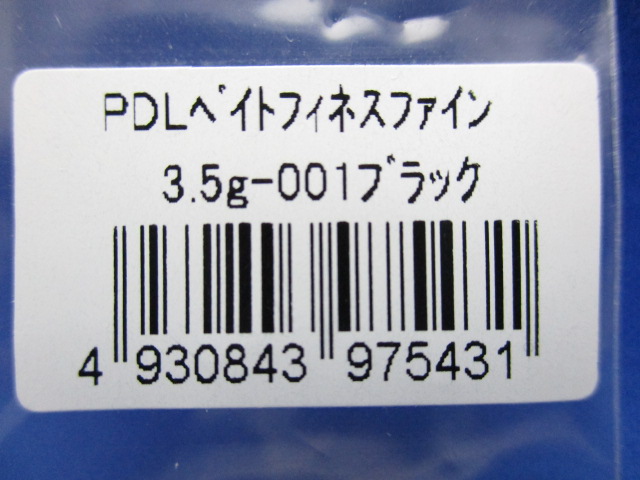 PDLﾍﾞｲﾄﾌｨﾈｽﾌｧｲﾝ
3.5g-001ﾌﾞﾗｯｸ
4 930843 975431